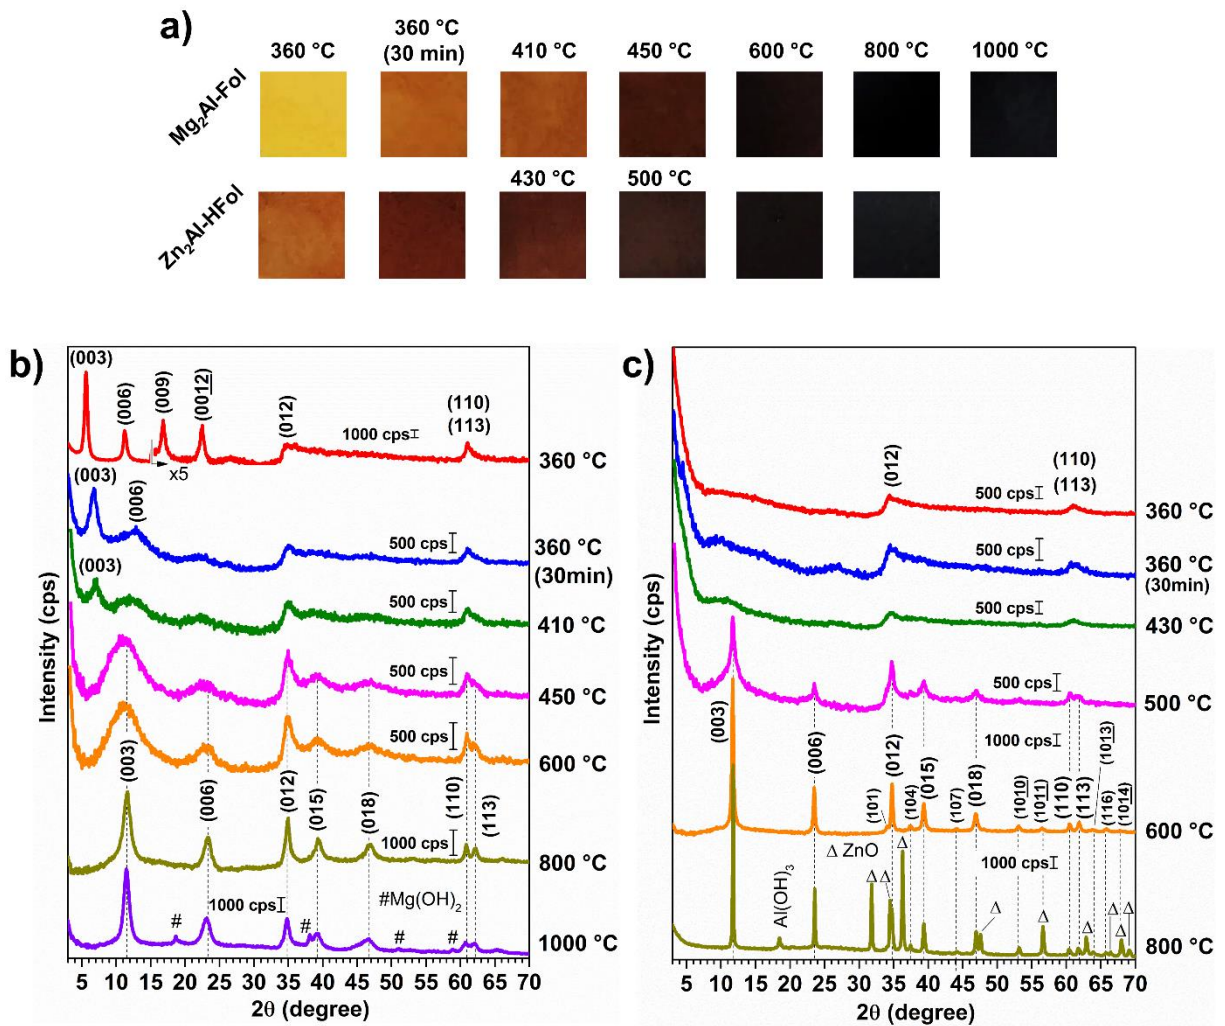 a)
360 °C
360 °C
(30 min)
410 °C
450 °C
600 °C
800 °C
1000 °C
Mg₂Al-Fol
430 °C
500 °C
Zn₂Al-HFol
b)
Intensity (cps)
(003)
(006)
(009)
(0012)
(012)
(110)
(113)
1000 cps
x5
360 °C
(003)
(006)
500 cps
360 °C
(30min)
(003)
500 cps
410 °C
500 cps
450 °C
500 cps
600 °C
(003)
(006)
(012)
(015)
(018)
(110)
(113)
1000 cps
800 °C
1000 cps
#Mg(OH)₂
# # # #
1000 °C
5 10 15 20 25 30 35 40 45 50 55 60 65 70
2θ (degree)
c)
Intensity (cps)
(012)
(110)
(113)
500 cps
360 °C
500 cps
360 °C
(30min)
500 cps
430 °C
500 cps
500 °C
1000 cps
(003)
(006)
(101)
(012)
(104)
(015)
(107)
(018)
(1010)
(1011)
(110)
(113)
(1013)
(116)
(1014)
600 °C
Δ ZnO
1000 cps
Al(OH)₃
Δ Δ Δ Δ Δ Δ Δ Δ Δ
800 °C
5 10 15 20 25 30 35 40 45 50 55 60 65 70
2θ (degree)